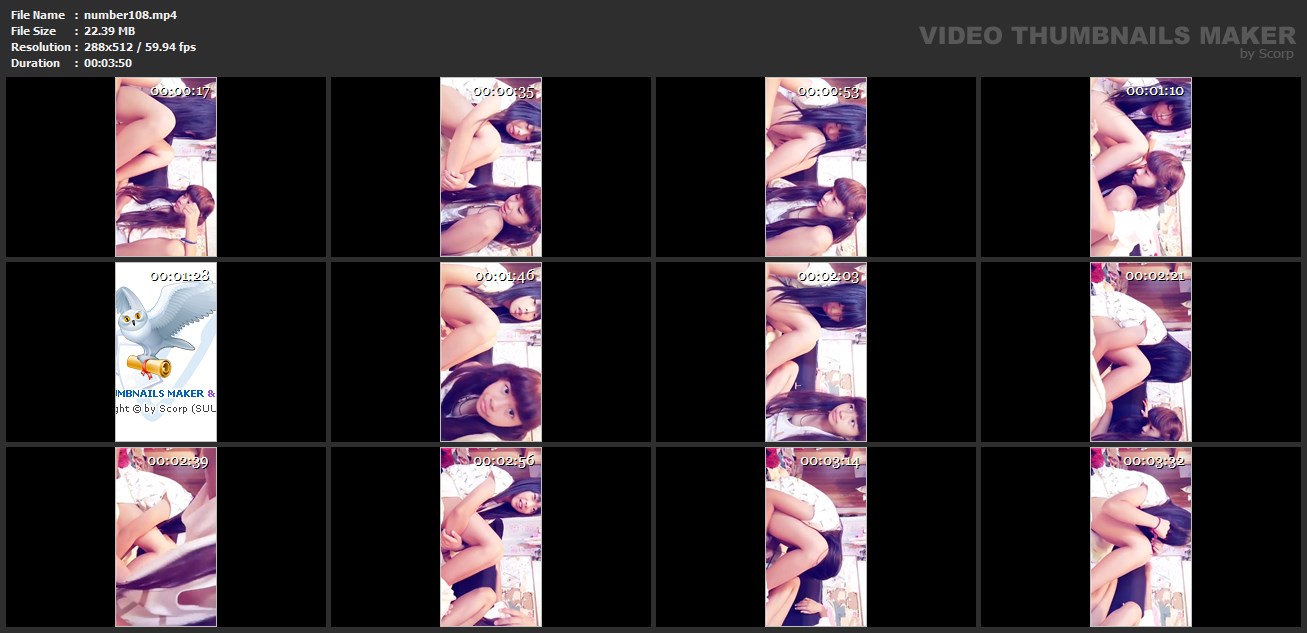 File Name : number108.mp4
File Size : 22.39 MB
Resolution : 288x512 / 59.94 fps
Duration : 00:03:50
VIDEO THUMBNAILS MAKER
by Scorp
00:00:17
00:00:35
00:00:53
00:01:10
00:01:28
UMBNAILS MAKER &
ght © by Scorp (SUU
00:01:46
00:02:03
00:02:21
00:02:39
00:02:56
00:03:14
00:03:32